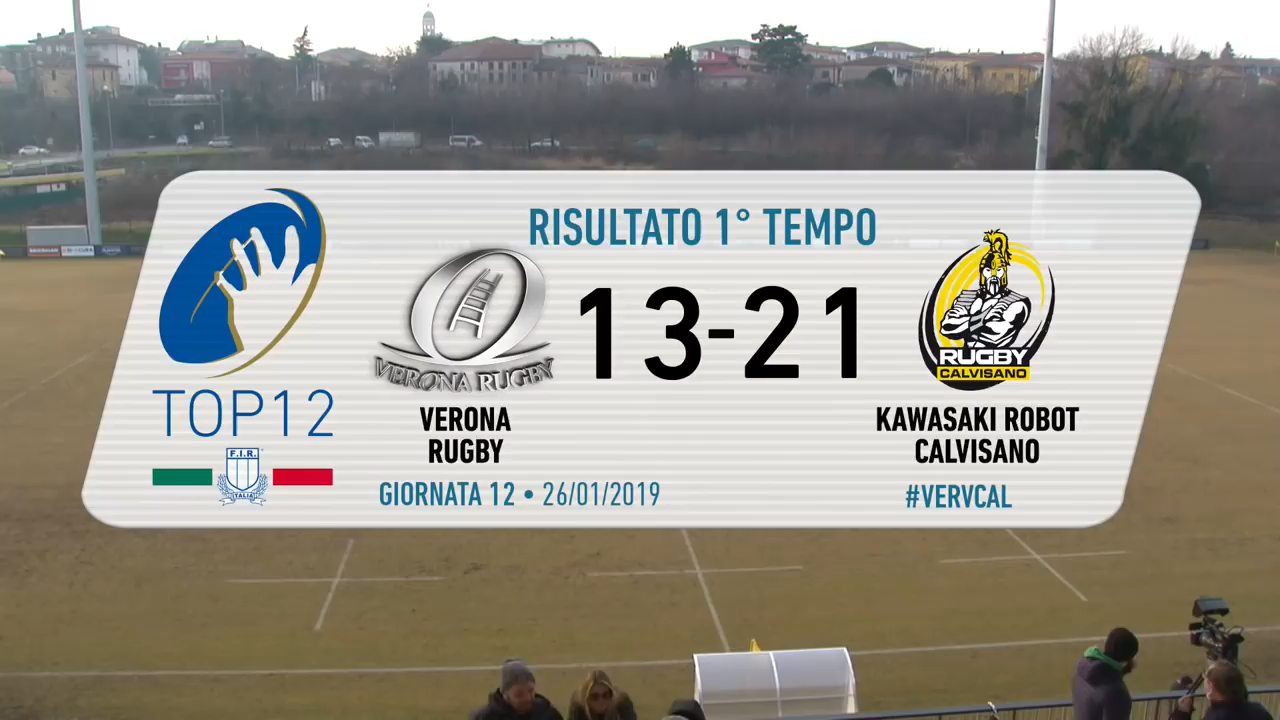 RISULTATO 1° TEMPO
VERONA RUGBY
13-21
RUGBY
CALVISANO
TOP12
VERONA
RUGBY
KAWASAKI ROBOT
CALVISANO
F.I.R.
ITALIA
GIORNATA 12 • 26/01/2019
#VERVCAL